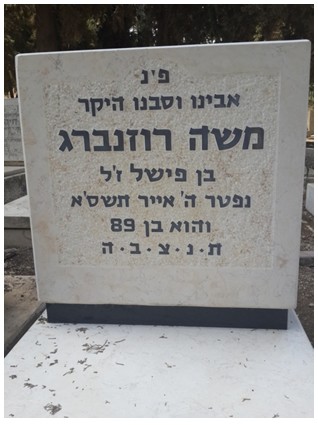 פ"נ
אבינו וסבנו היקר
משה רוזנברג
בן פישל ז"ל
נפטר ה' אייר תשס"א
והוא בן 89
ת.נ.צ.ב.ה